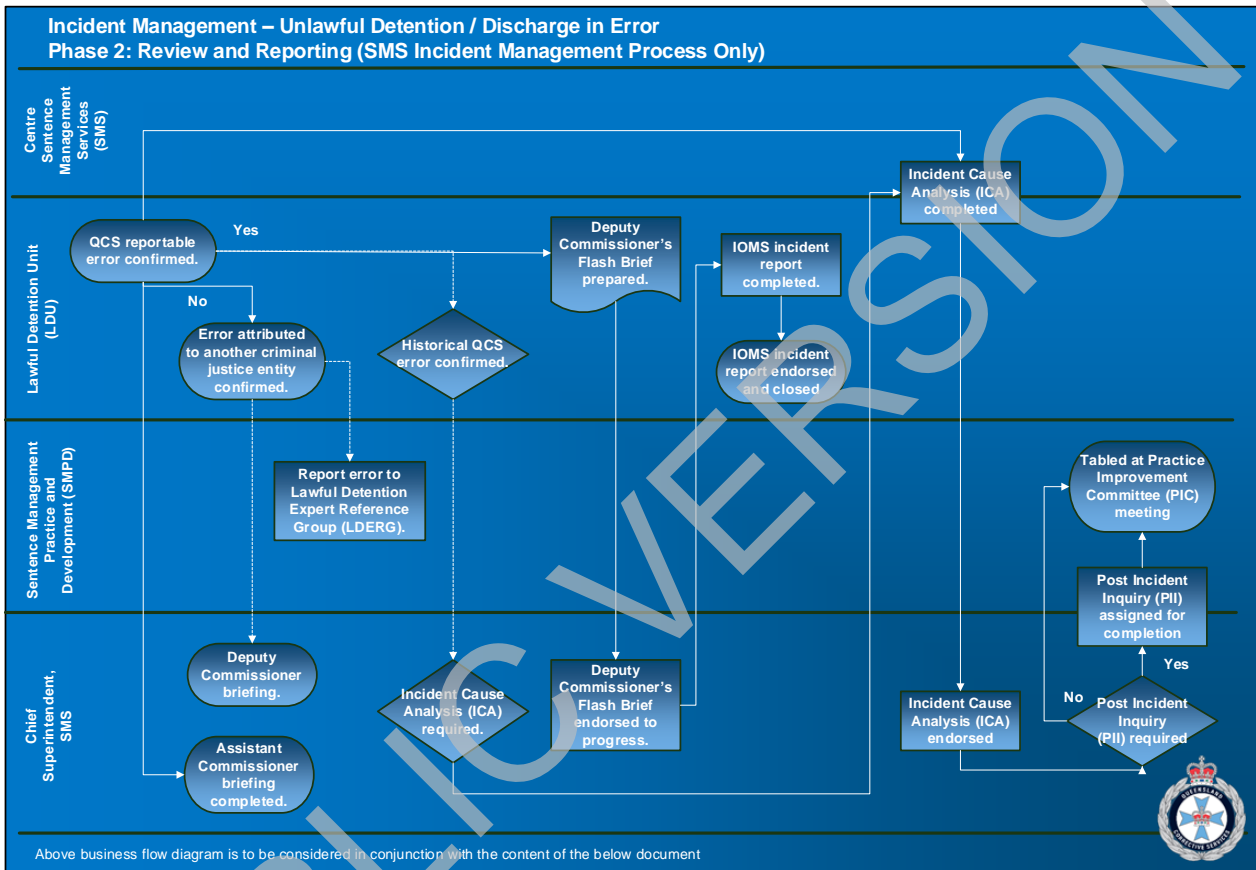 Incident Management – Unlawful Detention / Discharge in Error
Phase 2: Review and Reporting (SMS Incident Management Process Only)
Centre
Sentence
Management
Services
(SMS)
Incident Cause
Analysis (ICA)
completed
Lawful Detention Unit
(LDU)
QCS reportable
error confirmed.
Yes
No
Error attributed
to another criminal
justice entity
confirmed.
Historical QCS
error confirmed.
Deputy
Commissioner's
Flash Brief
prepared.
IOMS incident
report
completed.
IOMS incident
report endorsed
and closed
Sentence Management
Practice and
Development (SMPD)
Report error to
Lawful Detention
Expert Reference
Group (LDERG).
Tabled at Practice
Improvement
Committee (PIC)
meeting
Post Incident
Inquiry (PII)
assigned for
completion
Chief
Superintendent,
SMS
Deputy
Commissioner
briefing.
Assistant
Commissioner
briefing
completed.
Incident Cause
Analysis (ICA)
required.
Deputy
Commissioner's
Flash Brief
endorsed to
progress.
Incident Cause
Analysis (ICA)
endorsed
No
Yes
Post Incident
Inquiry
(PII) required
QUEENSLAND
CORRECTIVE SERVICES
Above business flow diagram is to be considered in conjunction with the content of the below document
LIC VERSION